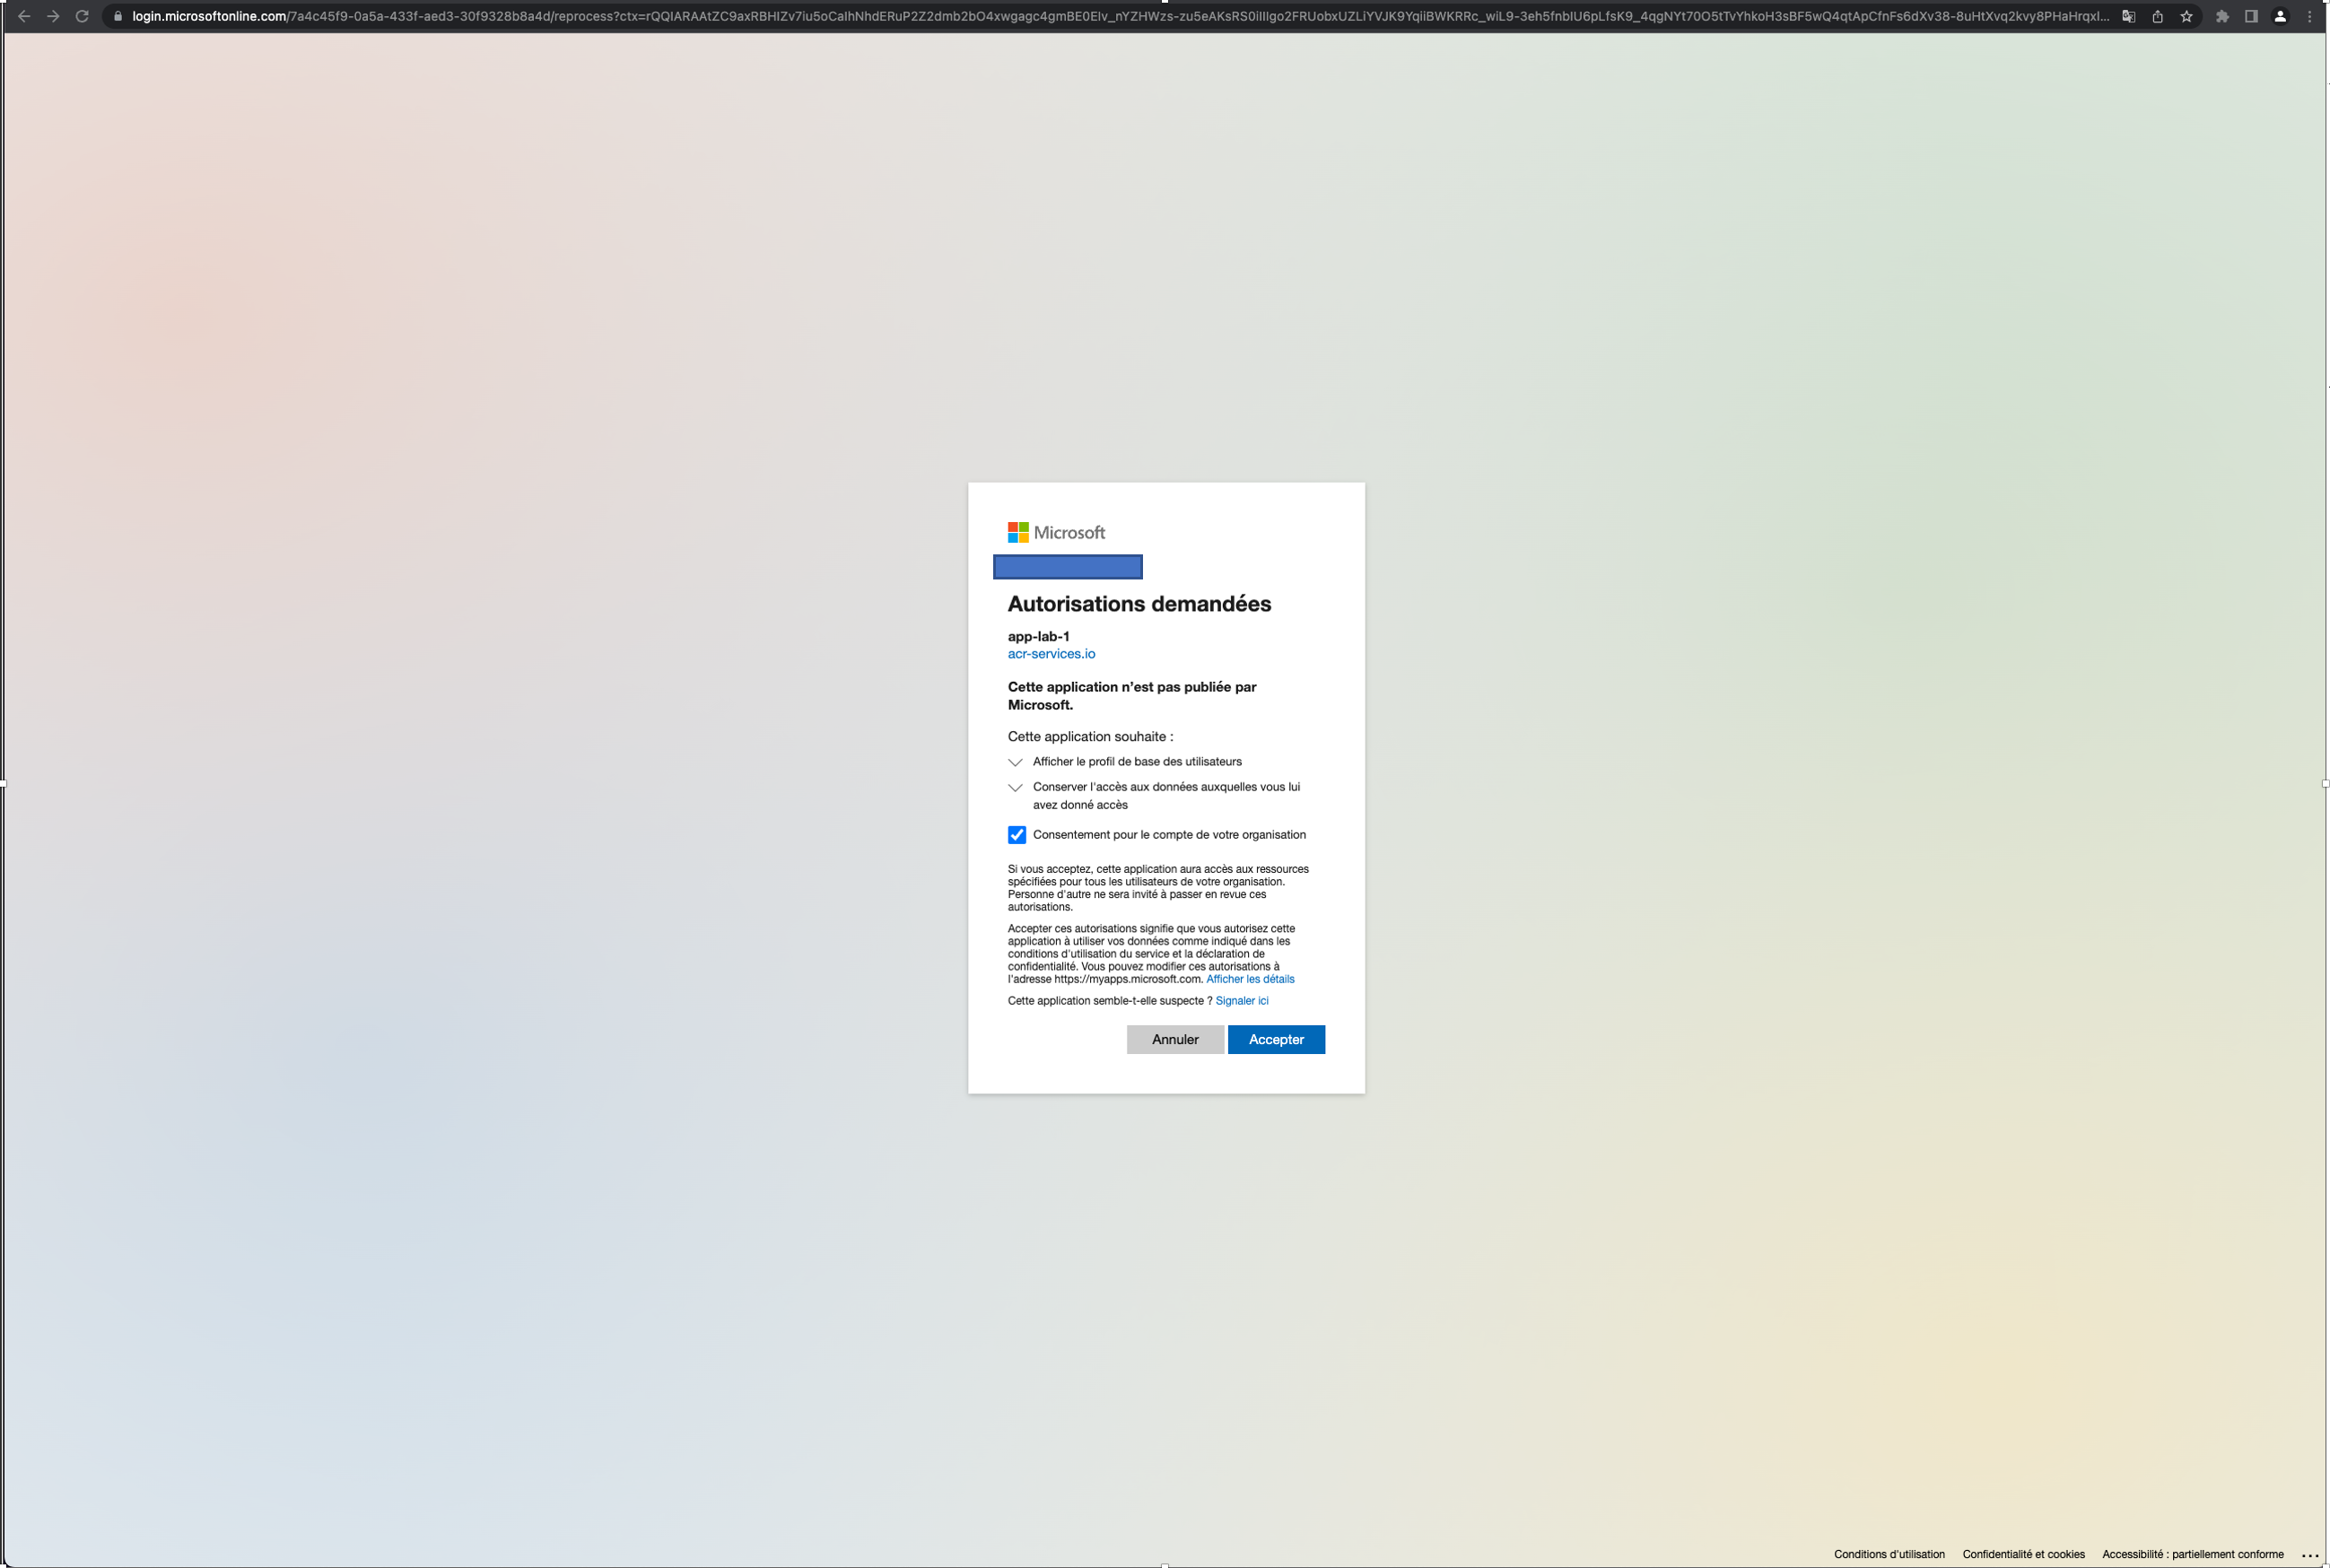 login.microsoftonline.com/7a4c45f9-0a5a-433f-aed3-30f9328b8a4d/reprocess?ctx=
Microsoft
Autorisations demandées
app-lab-1
acr-services.io
Cette application n'est pas publiée par
Microsoft.
Cette application souhaite :
Afficher le profil de base des utilisateurs
Conserver l'accès aux données auxquelles vous lui
avez donné accès
Consentement pour le compte de votre organisation
Si vous acceptez, cette application aura accès aux ressources
spécifiées pour tous les utilisateurs de votre organisation.
Personne d'autre ne sera invité à passer en revue ces
autorisations.
Accepter ces autorisations signifie que vous autorisez cette
application à utiliser vos données comme indiqué dans les
conditions d'utilisation du service et la déclaration de
confidentialité. Vous pouvez modifier ces autorisations à
l'adresse https://myapps.microsoft.com. Afficher les détails
Cette application semble-t-elle suspecte ? Signaler ici
Annuler Accepter
Conditions d'utilisation Confidentialité et cookies Accessibilité : partiellement conforme ...